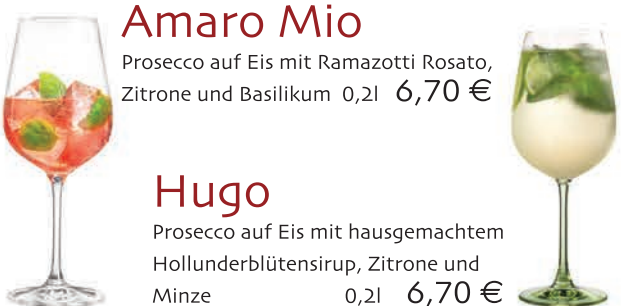 Amaro Mio
Prosecco auf Eis mit Ramazotti Rosato,
Zitrone und Basilikum 0,2l 6,70 €
Hugo
Prosecco auf Eis mit hausgemachtem
Hollunderblütensirup, Zitrone und
Minze 0,2l 6,70 €